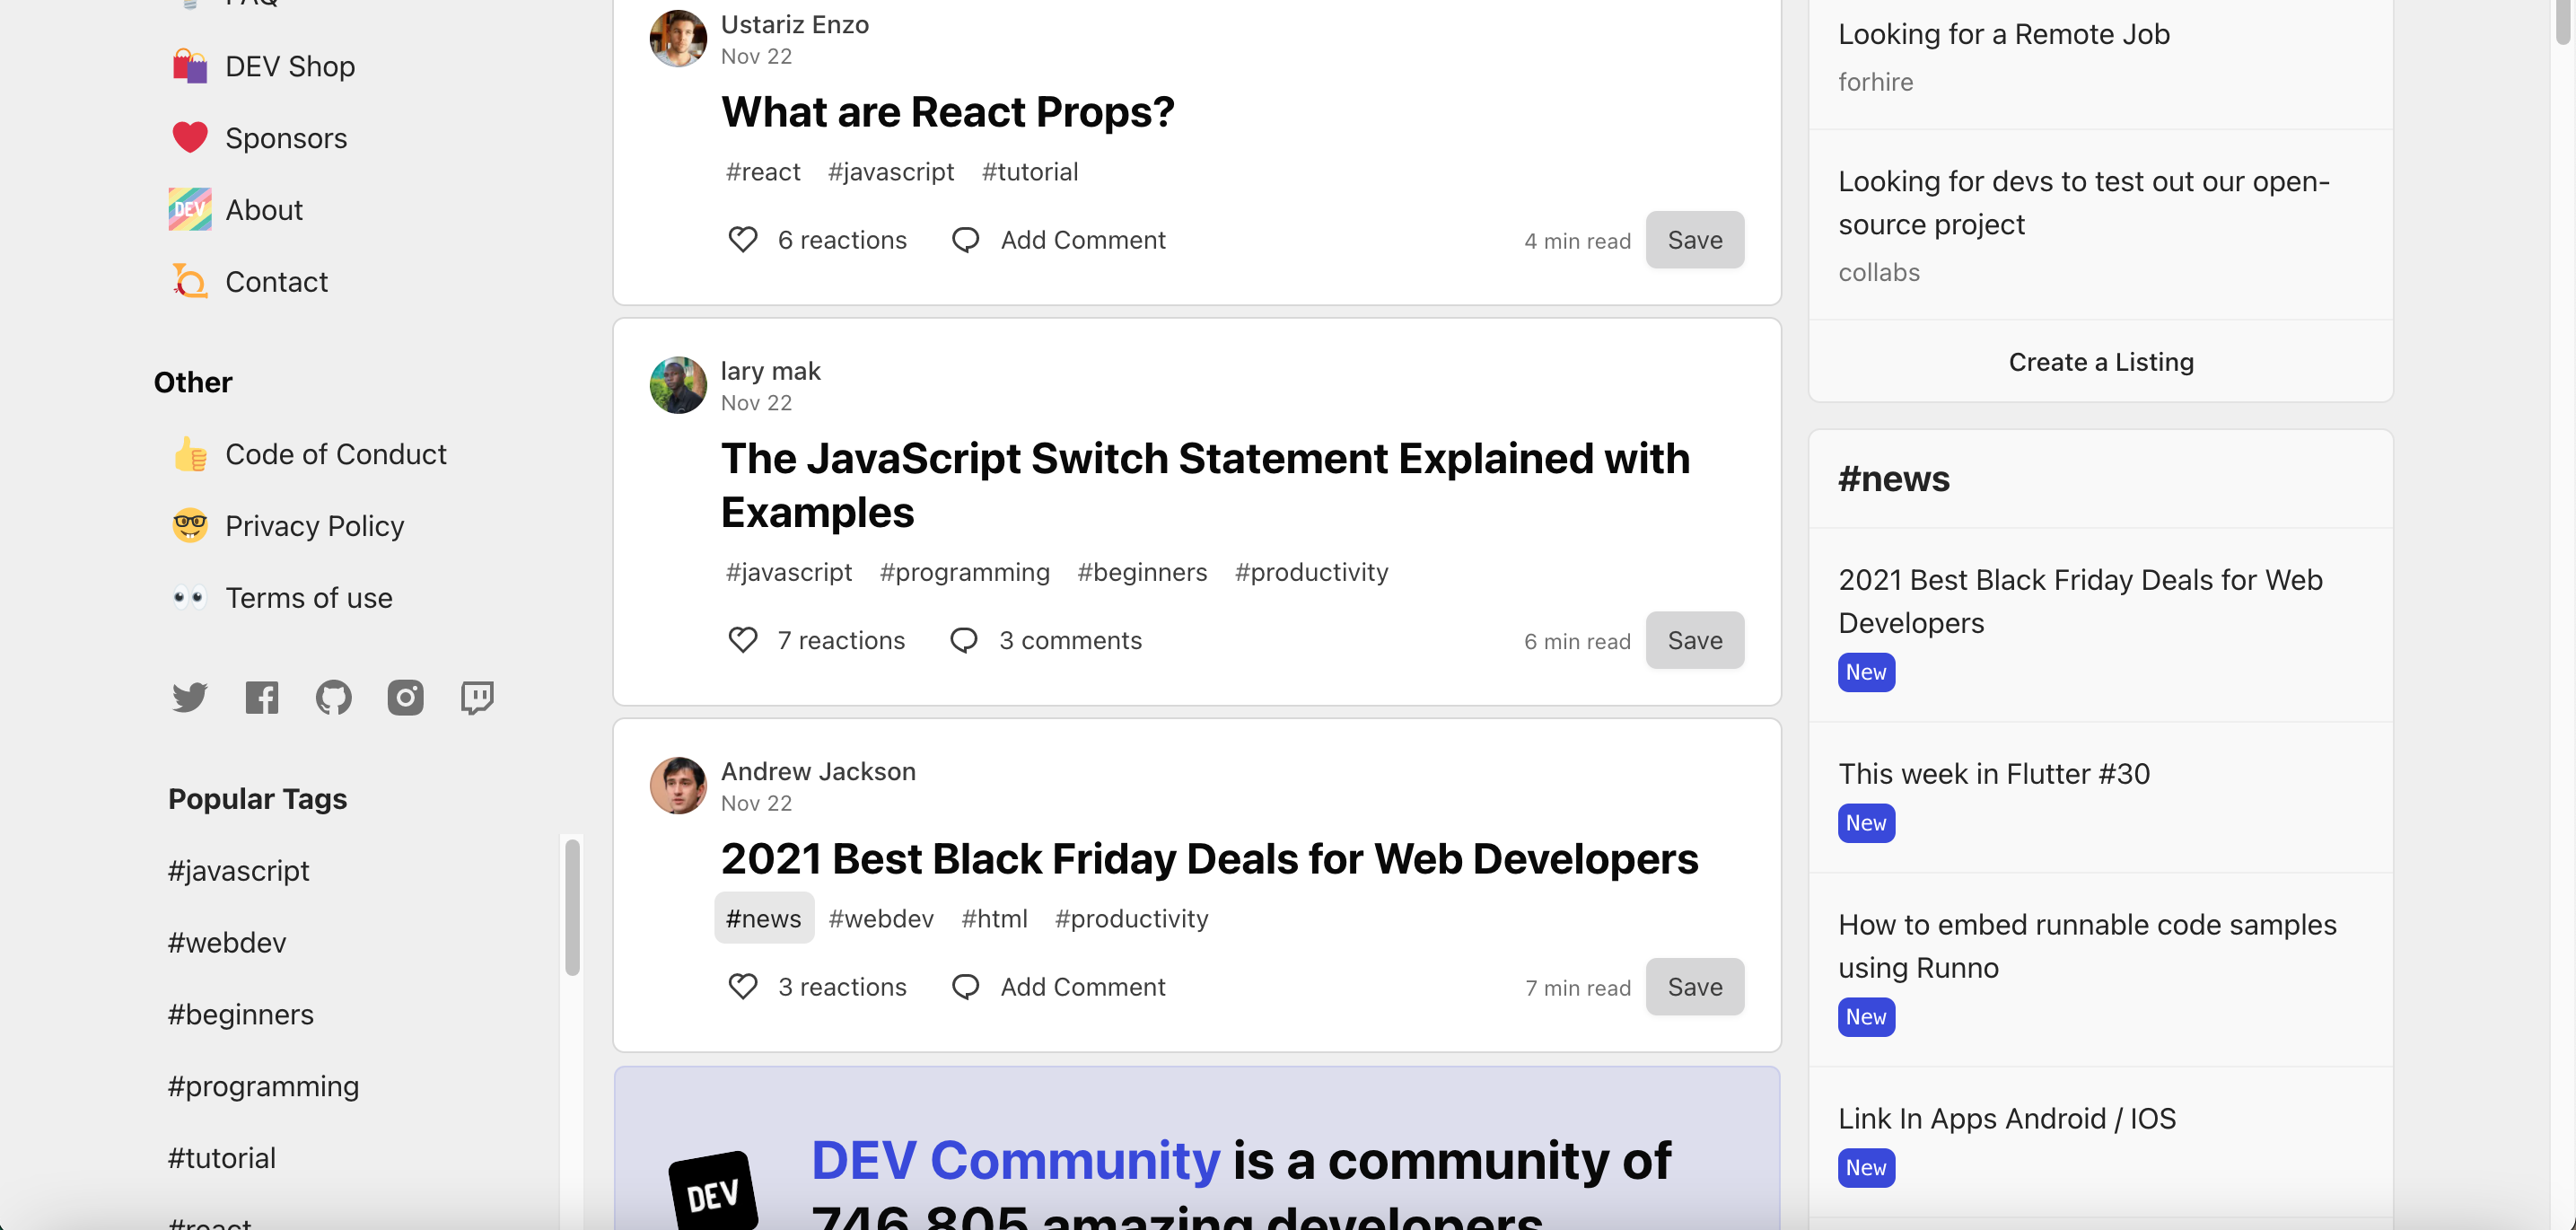 FAQ
DEV Shop
Sponsors
DEV
About
Contact
Other
Code of Conduct
Privacy Policy
Terms of use
Popular Tags
#javascript
#webdev
#beginners
#programming
#tutorial
#react
Ustariz Enzo
Nov 22
What are React Props?
#react #javascript #tutorial
6 reactions Add Comment 4 min read Save
lary mak
Nov 22
The JavaScript Switch Statement Explained with
Examples
#javascript #programming #beginners #productivity
7 reactions 3 comments 6 min read Save
Andrew Jackson
Nov 22
2021 Best Black Friday Deals for Web Developers
#news #webdev #html #productivity
3 reactions Add Comment 7 min read Save
DEV
DEV Community is a community of
746,805 amazing developers
Looking for a Remote Job
forhire
Looking for devs to test out our open-
source project
collabs
Create a Listing
#news
2021 Best Black Friday Deals for Web
Developers
New
This week in Flutter #30
New
How to embed runnable code samples
using Runno
New
Link In Apps Android / IOS
New